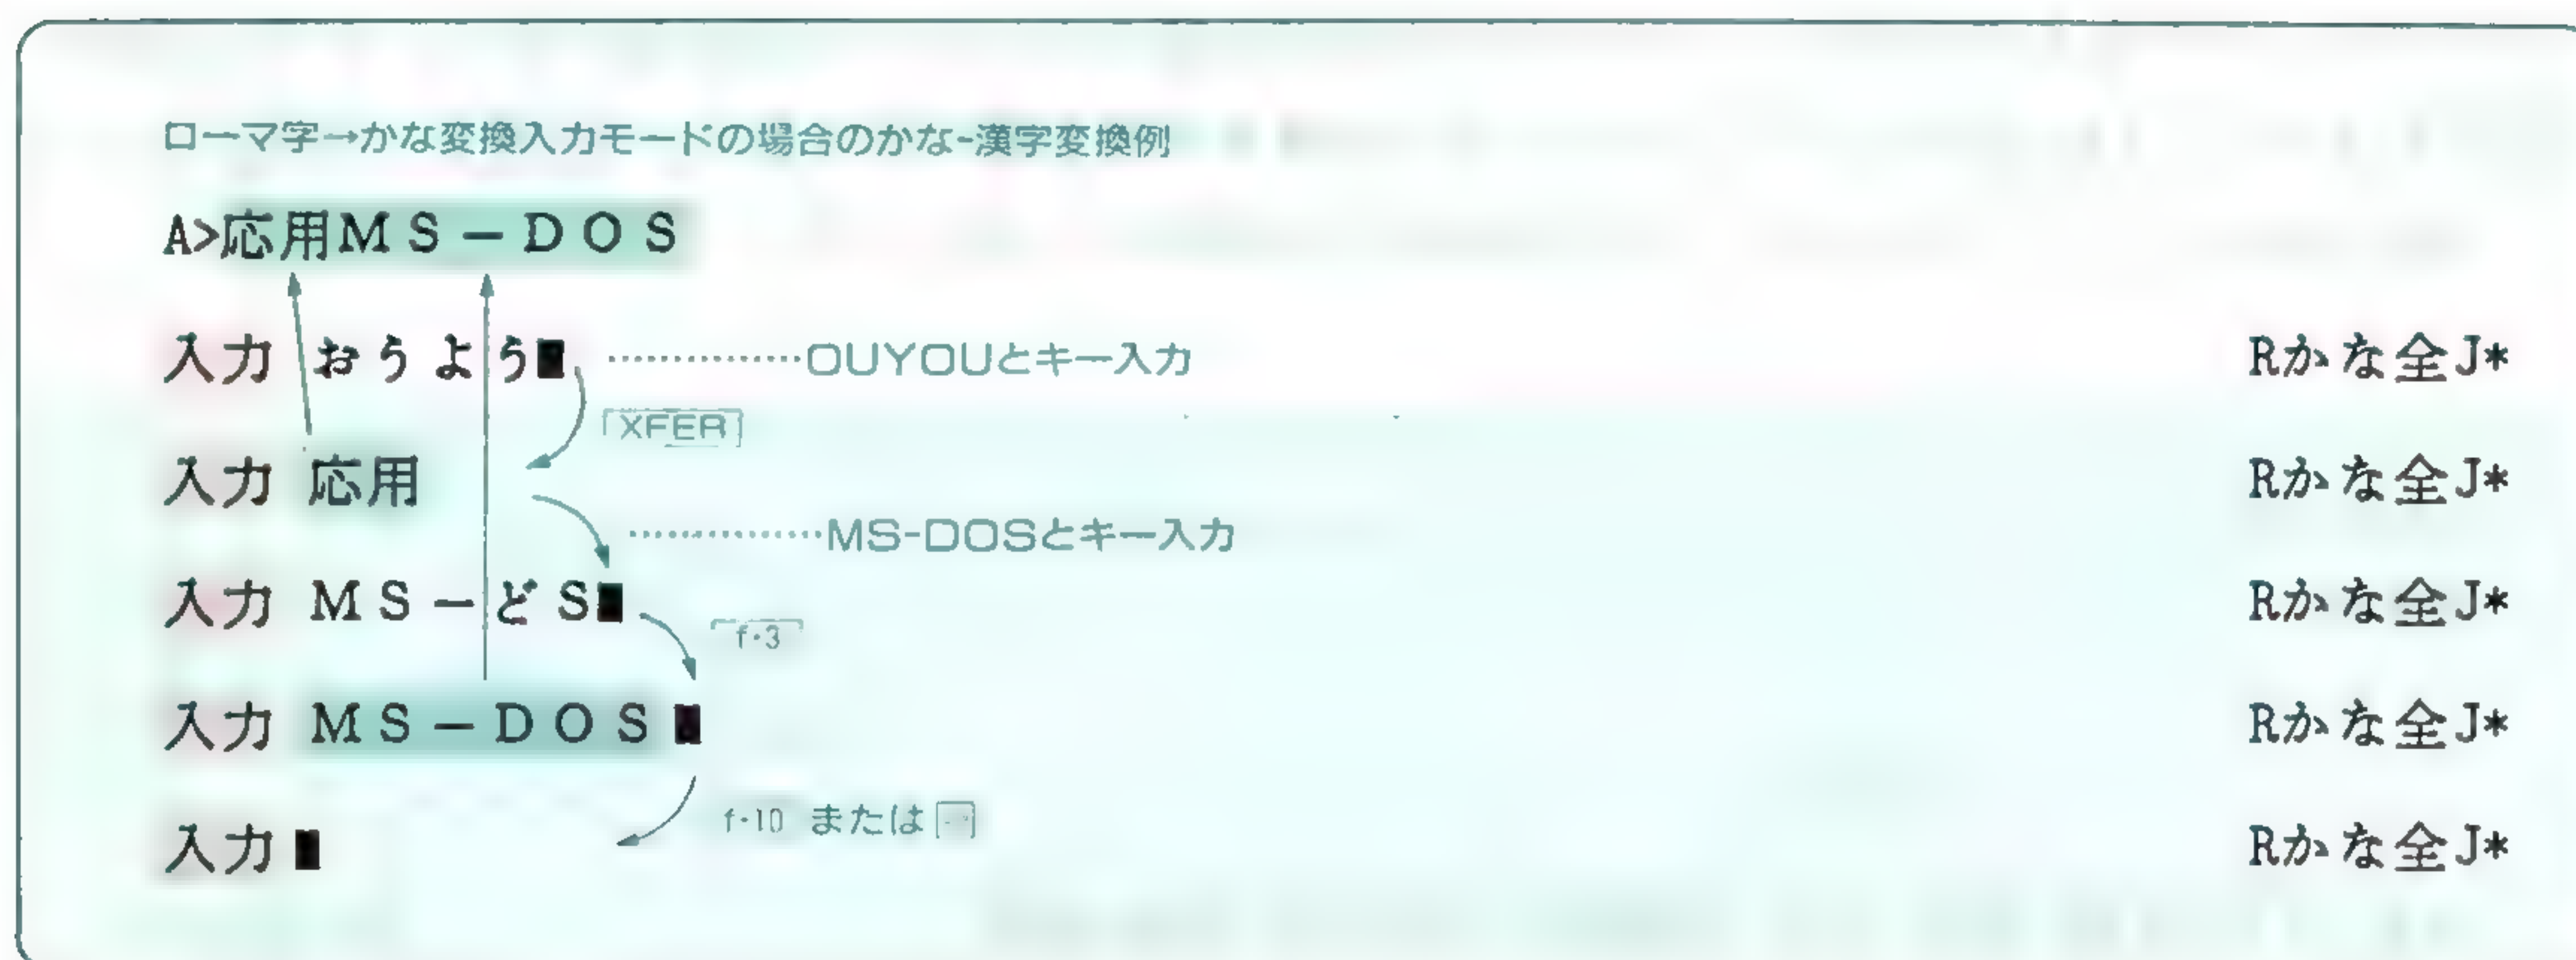 ローマ字→かな変換入力モードの場合のかな-漢字変換例
A>応用ＭＳ－ＤＯＳ
入力 おうよう■ …………OUYOUとキー入力 Rかな全J*
XFER
入力 応用 Rかな全J*
…………MS-DOSとキー入力
入力 ＭＳ－どＳ■ Rかな全J*
f・3
入力 ＭＳ－ＤＯＳ■ Rかな全J*
f・10 または
入力■ Rかな全J*